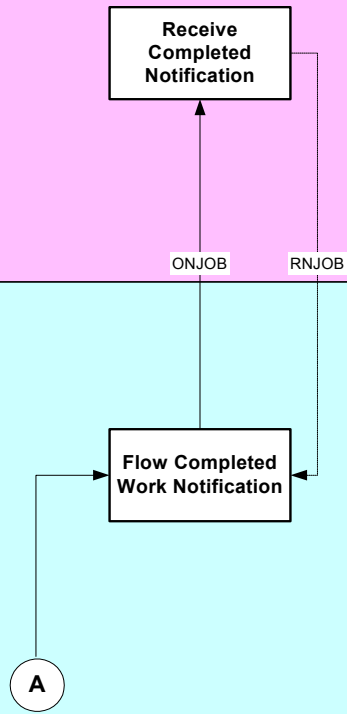 Receive
Completed
Notification
ONJOB
RNJOB
Flow Completed
Work Notification
A